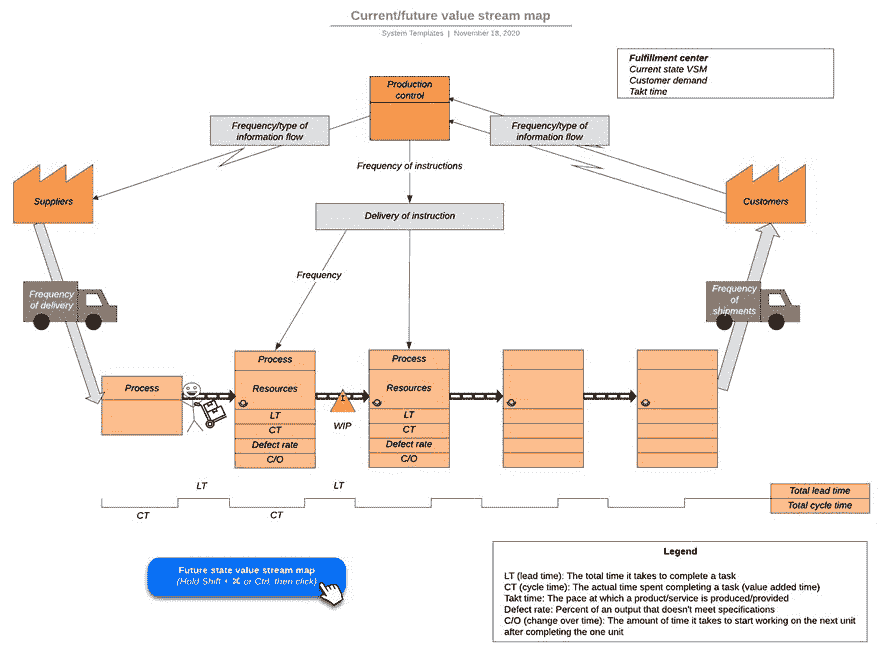 Current/future value stream map
System Templates | November 18, 2020
Fulfillment center
Current state VSM
Customer demand
Takt time
Production
control
Frequency/type of
information flow
Frequency/type of
information flow
Frequency of instructions
Suppliers
Customers
Delivery of instruction
Frequency
Frequency
of delivery
Frequency
of
shipments
Process
Process
Resources
LT
CT
Defect rate
C/O
I
WIP
Process
Resources
LT
CT
Defect rate
C/O
LT
LT
CT
CT
Total lead time
Total cycle time
Future state value stream map
(Hold Shift + ⌘ or Ctrl, then click)
Legend
LT (lead time): The total time it takes to complete a task
CT (cycle time): The actual time spent completing a task (value added time)
Takt time: The pace at which a product/service is produced/provided
Defect rate: Percent of an output that doesn't meet specifications
C/O (change over time): The amount of time it takes to start working on the next unit
after completing the one unit